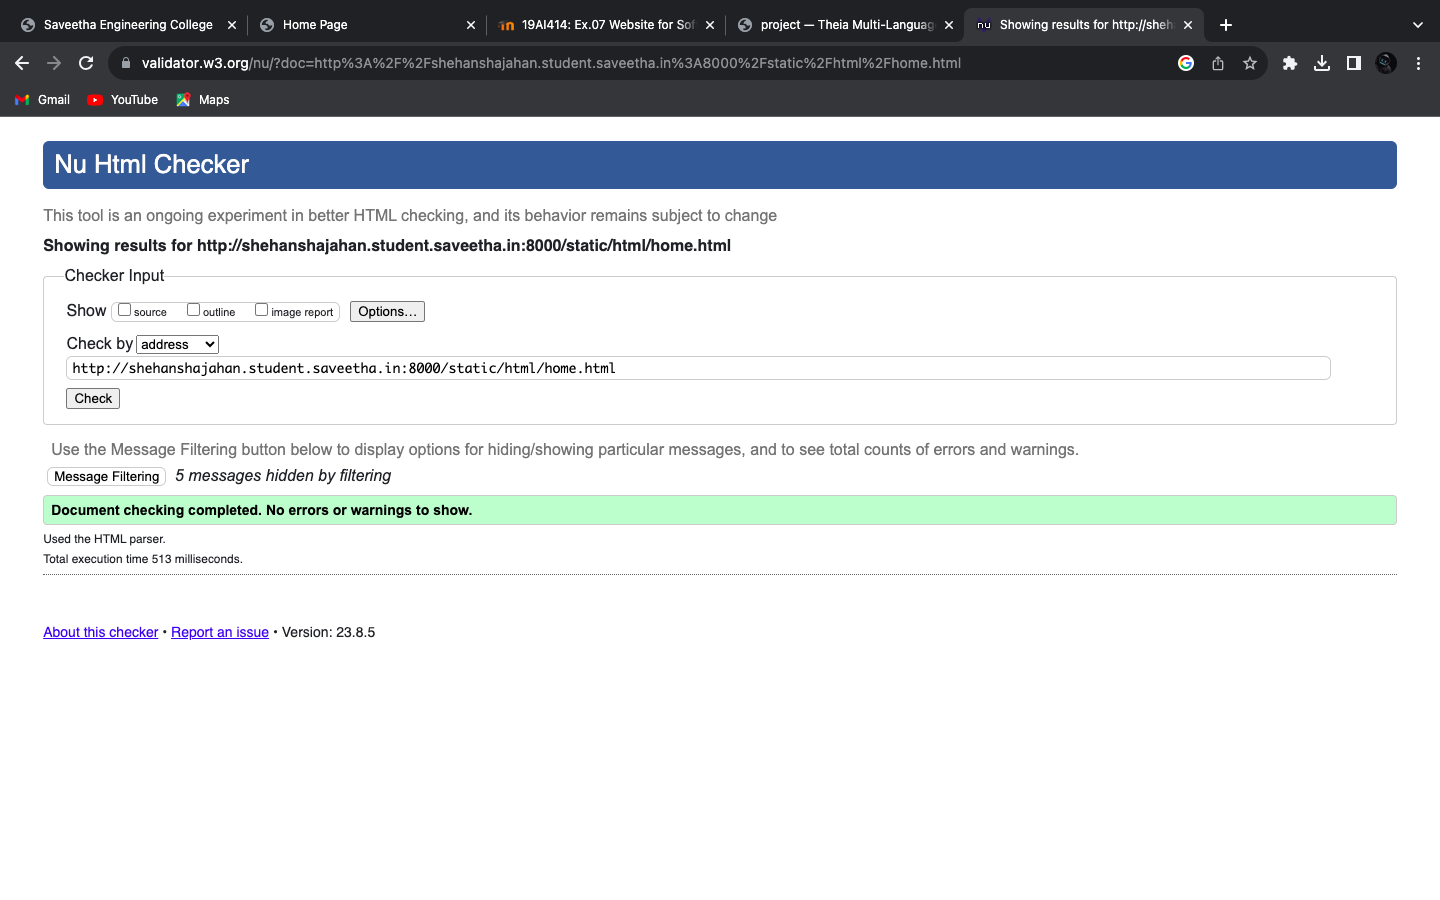 Saveetha Engineering College
Home Page
19AI414: Ex.07 Website for Sof
project — Theia Multi-Languag
nu Showing results for http://sheh
validator.w3.org/nu/?doc=http%3A%2F%2Fshehanshajahan.student.saveetha.in%3A8000%2Fstatic%2Fhtml%2Fhome.html
Gmail YouTube Maps
Nu Html Checker
This tool is an ongoing experiment in better HTML checking, and its behavior remains subject to change
Showing results for http://shehanshajahan.student.saveetha.in:8000/static/html/home.html
Checker Input
Show source outline image report Options...
Check by address
http://shehanshajahan.student.saveetha.in:8000/static/html/home.html
Check
Use the Message Filtering button below to display options for hiding/showing particular messages, and to see total counts of errors and warnings.
Message Filtering 5 messages hidden by filtering
Document checking completed. No errors or warnings to show.
Used the HTML parser.
Total execution time 513 milliseconds.
About this checker • Report an issue • Version: 23.8.5